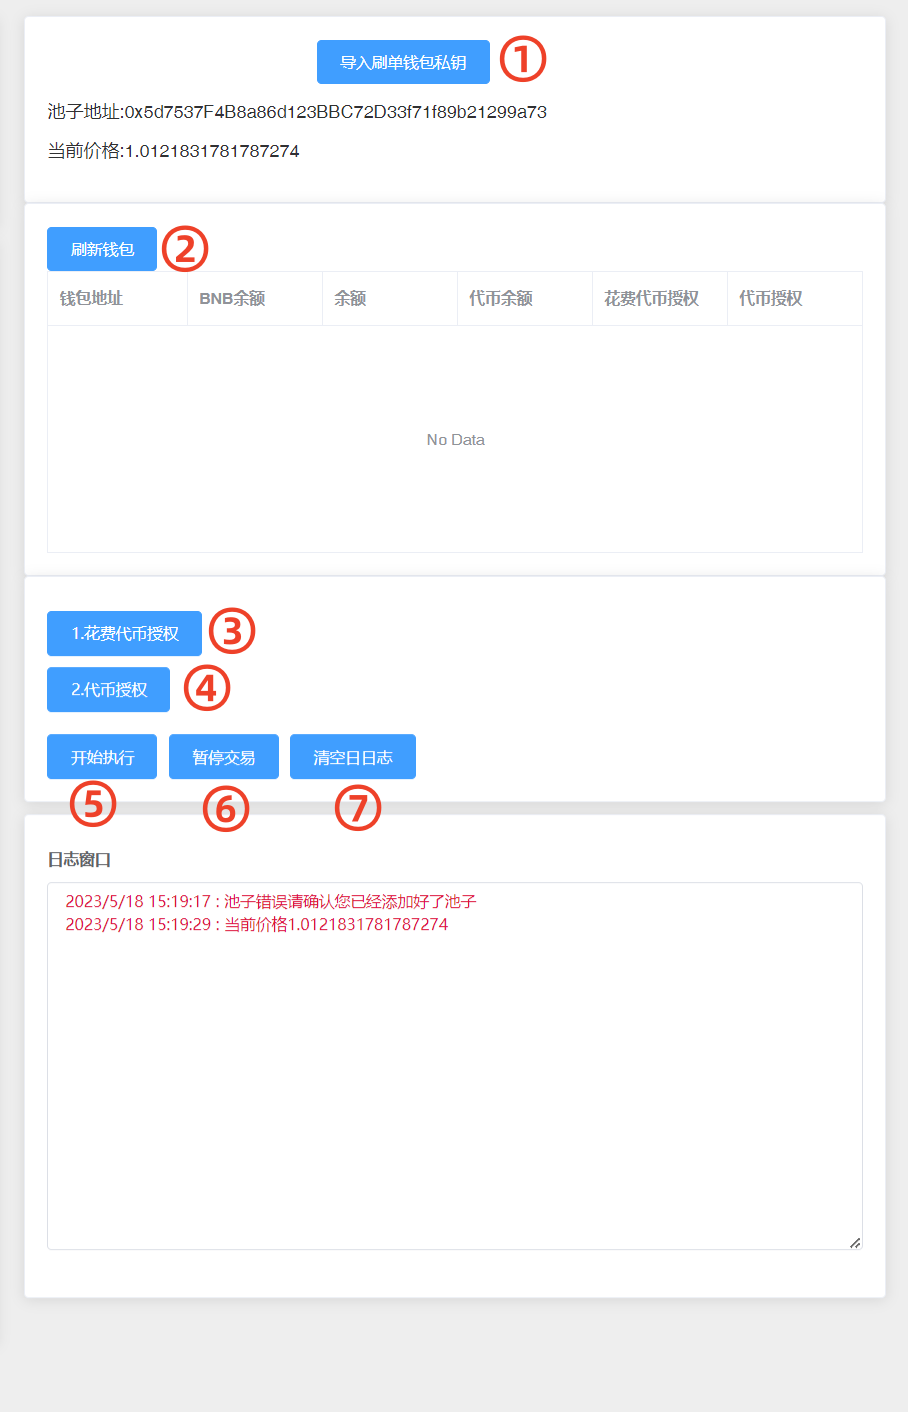 导入刷单钱包私钥 ①
池子地址:0x5d7537F4B8a86d123BBC72D33f71f89b21299a73
当前价格:1.0121831781787274
刷新钱包 ②
钱包地址 BNB余额 余额 代币余额 花费代币授权 代币授权
No Data
1.花费代币授权 ③
2.代币授权 ④
开始执行 暂停交易 清空日日志
⑤ ⑥ ⑦
日志窗口
2023/5/18 15:19:17 : 池子错误请确认您已经添加好了池子
2023/5/18 15:19:29 : 当前价格1.0121831781787274